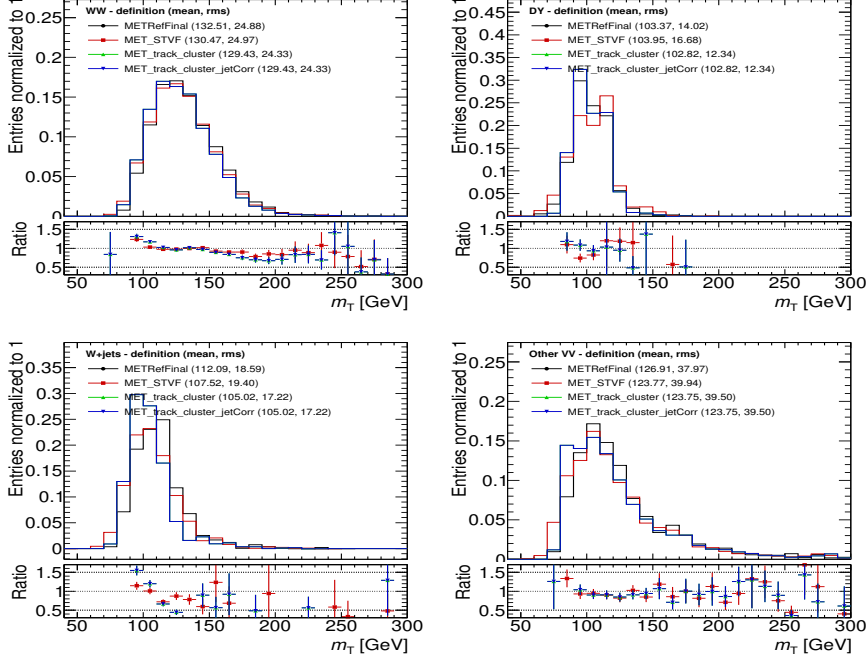 WW - definition (mean, rms)
METRefFinal (132.51, 24.88)
MET_STVF (130.47, 24.97)
MET_track_cluster (129.43, 24.33)
MET_track_cluster_jetCorr (129.43, 24.33)
Entries normalized to 1
0.25
0.2
0.15
0.1
0.05
0
Ratio
1.5
1
0.5
50 100 150 200 250 300
m_T [GeV]
DY - definition (mean, rms)
METRefFinal (103.37, 14.02)
MET_STVF (103.95, 16.68)
MET_track_cluster (102.82, 12.34)
MET_track_cluster_jetCorr (102.82, 12.34)
Entries normalized to 1
0.45
0.4
0.35
0.3
0.25
0.2
0.15
0.1
0.05
0
Ratio
1.5
1
0.5
50 100 150 200 250 300
m_T [GeV]
W+jets - definition (mean, rms)
METRefFinal (112.09, 18.59)
MET_STVF (107.52, 19.40)
MET_track_cluster (105.02, 17.22)
MET_track_cluster_jetCorr (105.02, 17.22)
Entries normalized to 1
0.35
0.3
0.25
0.2
0.15
0.1
0.05
0
Ratio
1.5
1
0.5
50 100 150 200 250 300
m_T [GeV]
Other VV - definition (mean, rms)
METRefFinal (126.91, 37.97)
MET_STVF (123.77, 39.94)
MET_track_cluster (123.75, 39.50)
MET_track_cluster_jetCorr (123.75, 39.50)
Entries normalized to 1
0.25
0.2
0.15
0.1
0.05
0
Ratio
1.5
1
0.5
50 100 150 200 250 300
m_T [GeV]